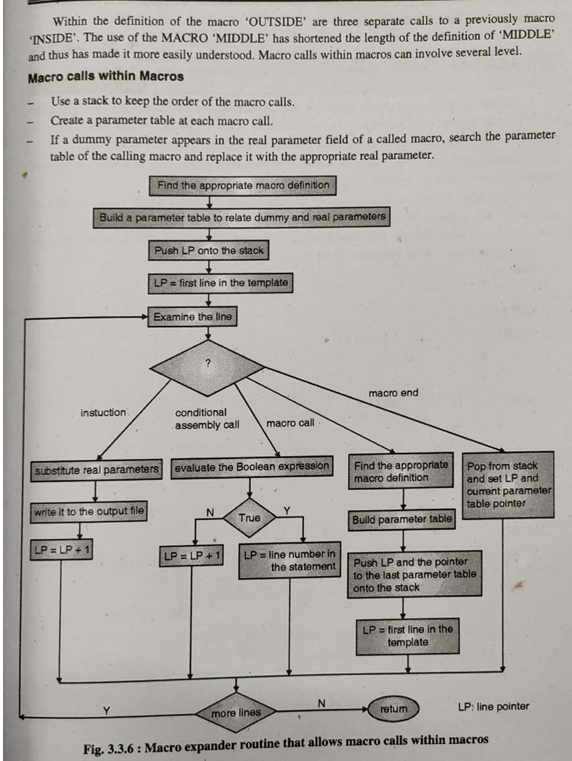 Within the definition of the macro 'OUTSIDE' are three separate calls to a previously macro
'INSIDE'. The use of the MACRO 'MIDDLE' has shortened the length of the definition of 'MIDDLE'
and thus has made it more easily understood. Macro calls within macros can involve several level.
Macro calls within Macros
– Use a stack to keep the order of the macro calls.
– Create a parameter table at each macro call.
– If a dummy parameter appears in the real parameter field of a called macro, search the parameter
table of the calling macro and replace it with the appropriate real parameter.
Find the appropriate macro definition
Build a parameter table to relate dummy and real parameters
Push LP onto the stack
LP = first line in the template
Examine the line
?
instuction
conditional
assembly call
macro call
macro end
substitute real parameters
write it to the output file
LP = LP + 1
evaluate the Boolean expression
N
True
Y
LP = LP + 1
LP = line number in
the statement
Find the appropriate
macro definition
Build parameter table
Push LP and the pointer
to the last parameter table
onto the stack
LP = first line in the
template
Pop from stack
and set LP and
current parameter
table pointer
Y
more lines
N
return
LP: line pointer
Fig. 3.3.6 : Macro expander routine that allows macro calls within macros